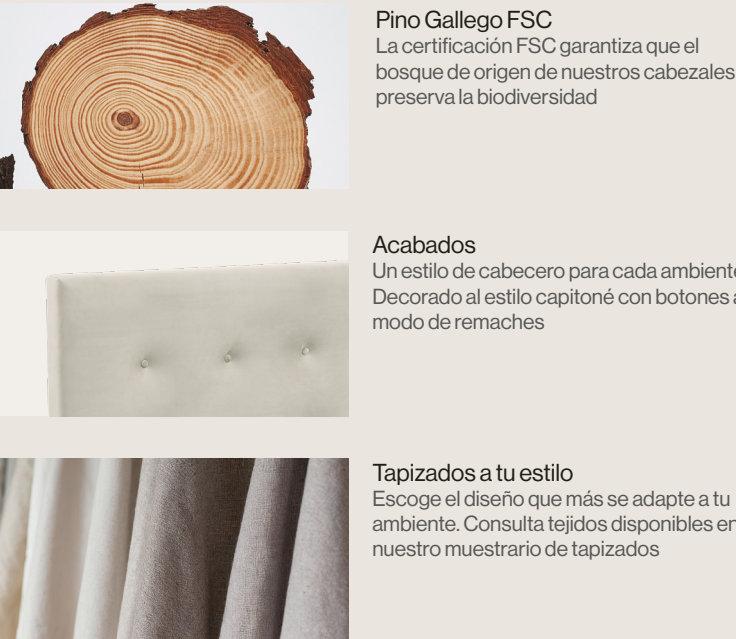 Pino Gallego FSC
La certificación FSC garantiza que el
bosque de origen de nuestros cabezales
preserva la biodiversidad
Acabados
Un estilo de cabecero para cada ambiente
Decorado al estilo capitoné con botones a
modo de remaches
Tapizados a tu estilo
Escoge el diseño que más se adapte a tu
ambiente. Consulta tejidos disponibles en
nuestro muestrario de tapizados